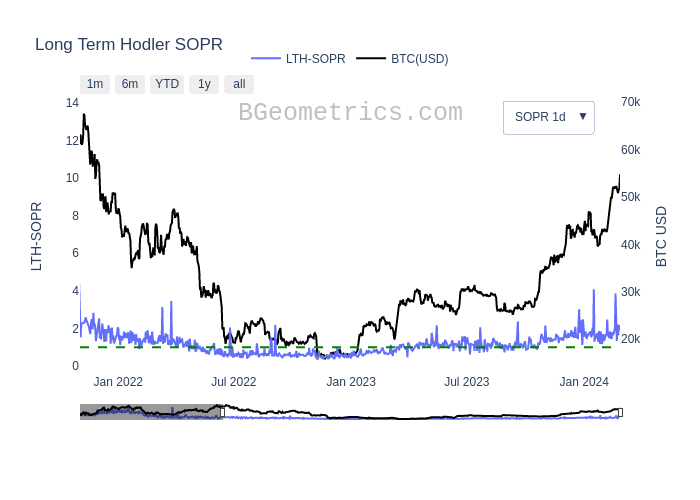 Long Term Hodler SOPR
LTH-SOPR BTC(USD)
1m 6m YTD 1y all
BGeometrics.com
SOPR 1d ▼
14
12
10
8
6
4
2
0
LTH-SOPR
70k
60k
50k
40k
30k
20k
BTC USD
Jan 2022 Jul 2022 Jan 2023 Jul 2023 Jan 2024